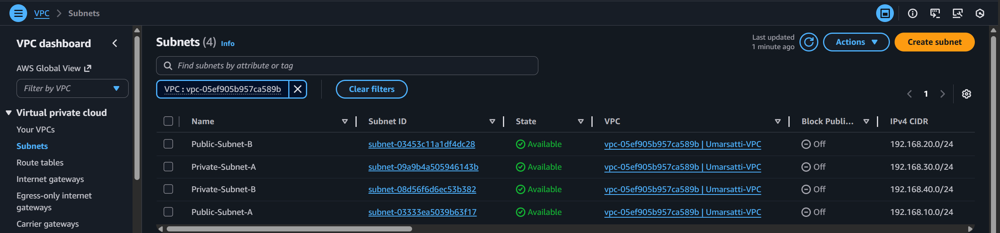 VPC > Subnets
VPC dashboard
AWS Global View
Filter by VPC
Virtual private cloud
Your VPCs
Subnets
Route tables
Internet gateways
Egress-only internet
gateways
Carrier gateways
Subnets (4) Info
Last updated
1 minute ago
Actions
Create subnet
Find subnets by attribute or tag
VPC : vpc-05ef905b957ca589b
Clear filters
1
Name Subnet ID State VPC Block Publi... IPv4 CIDR
Public-Subnet-B subnet-03453c11a1df4dc28 Available vpc-05ef905b957ca589b | Umarsatti-VPC Off 192.168.20.0/24
Private-Subnet-A subnet-09a9b4a505946143b Available vpc-05ef905b957ca589b | Umarsatti-VPC Off 192.168.30.0/24
Private-Subnet-B subnet-08d56f6d6ec53b382 Available vpc-05ef905b957ca589b | Umarsatti-VPC Off 192.168.40.0/24
Public-Subnet-A subnet-03333ea5039b63f17 Available vpc-05ef905b957ca589b | Umarsatti-VPC Off 192.168.10.0/24